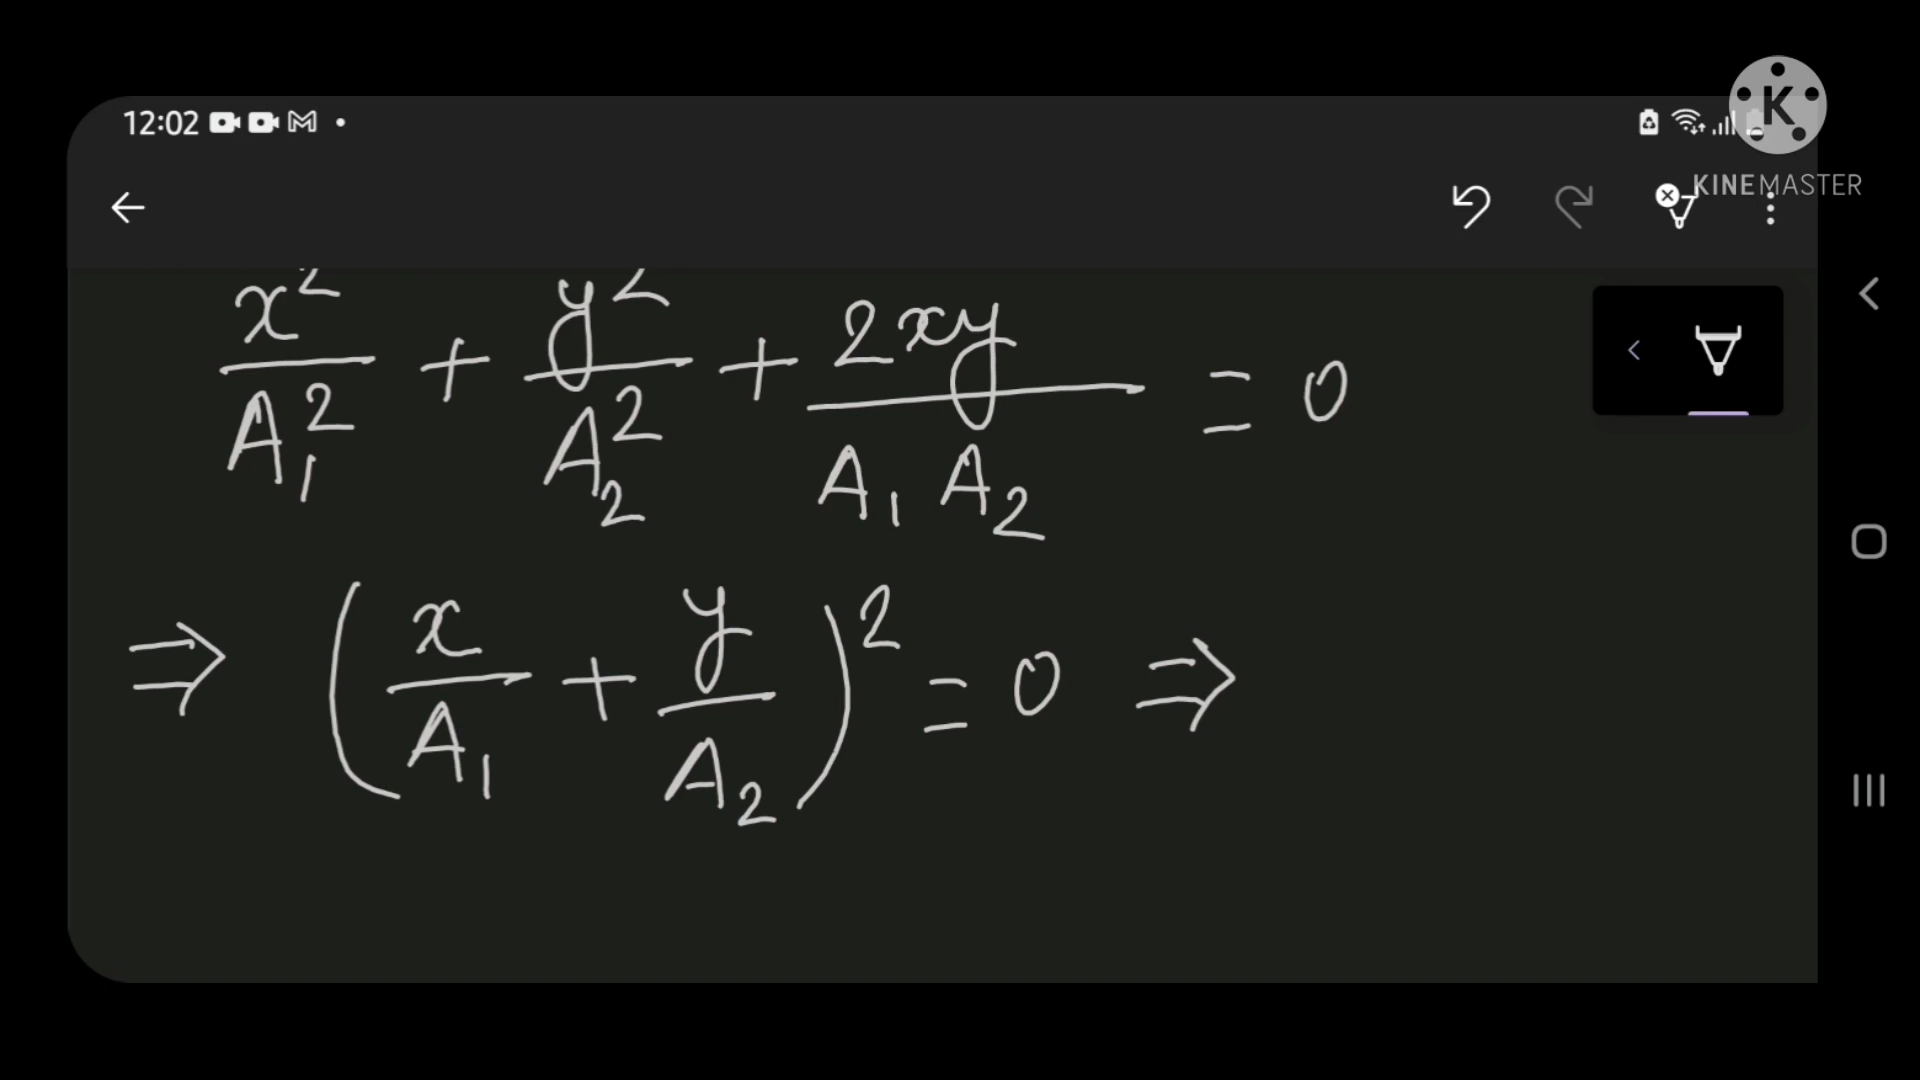 12:02
KINEMASTER
x²/A₁² + y²/A₂² + 2xy/A₁A₂ = 0
⇒ (x/A₁ + y/A₂)² = 0 ⇒